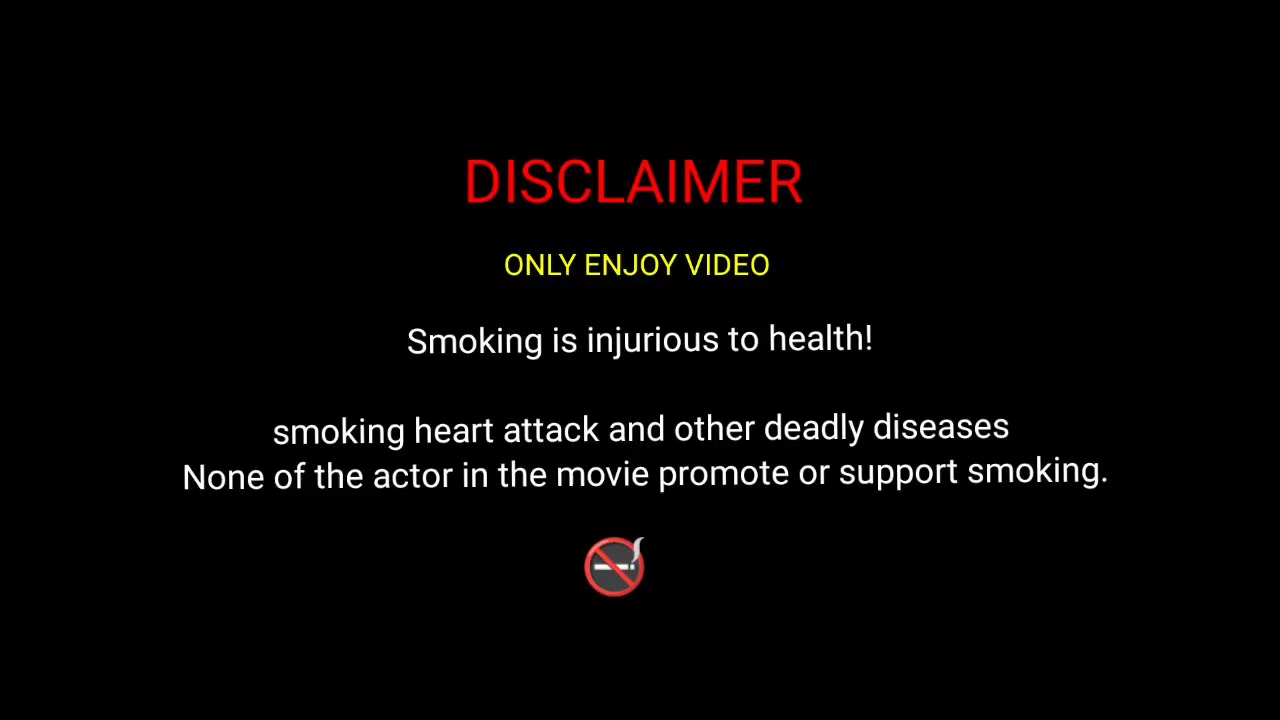 DISCLAIMER
ONLY ENJOY VIDEO
Smoking is injurious to health!
smoking heart attack and other deadly diseases
None of the actor in the movie promote or support smoking.